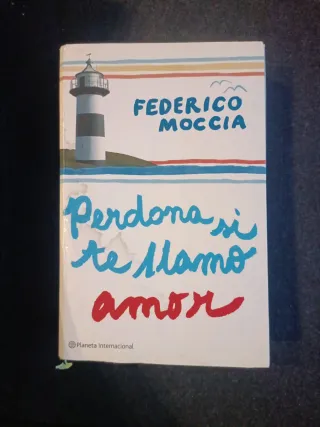 FEDERICO
MOCCIA
Perdona si
te llamo
amor
Planeta Internacional